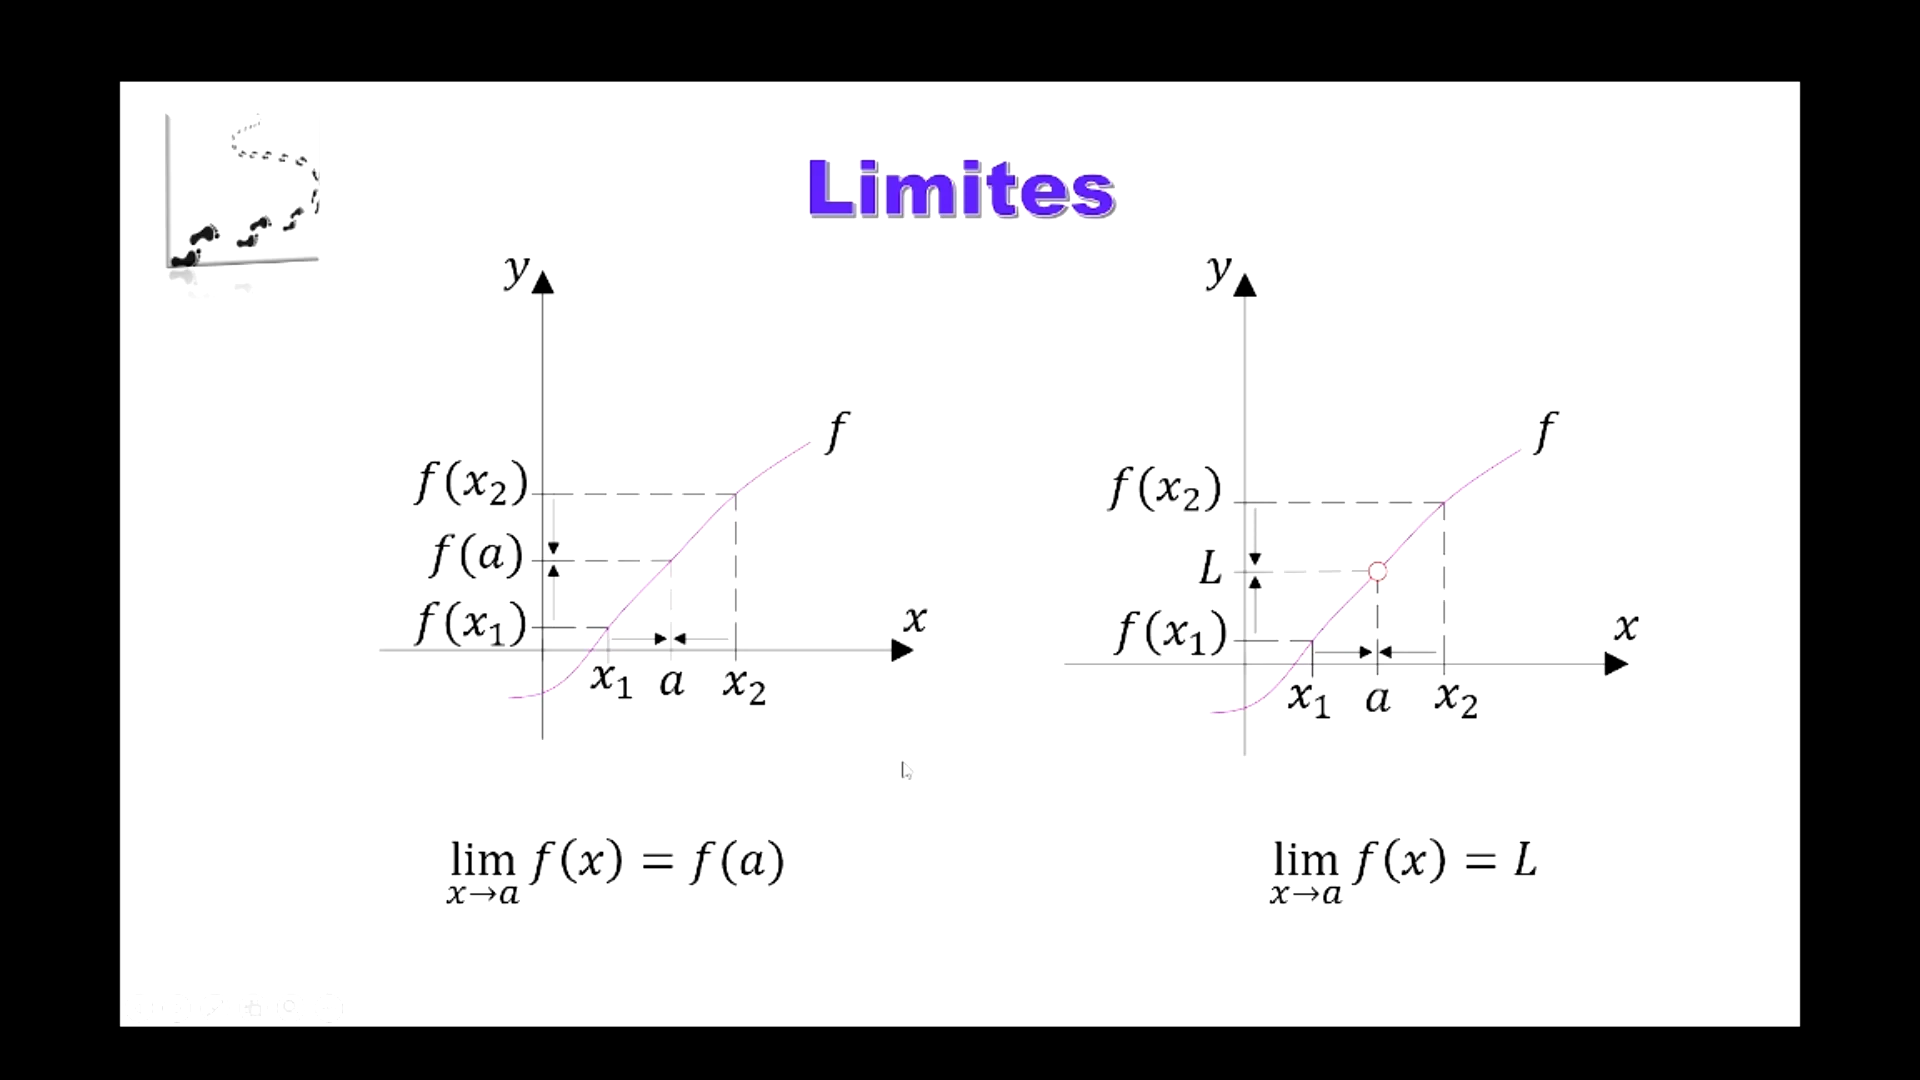 Limites
y
f
f(x₂)
f(a)
f(x₁)
x
x₁ a x₂
y
f
f(x₂)
L
f(x₁)
x
x₁ a x₂
lim f(x) = f(a)
x→a
lim f(x) = L
x→a